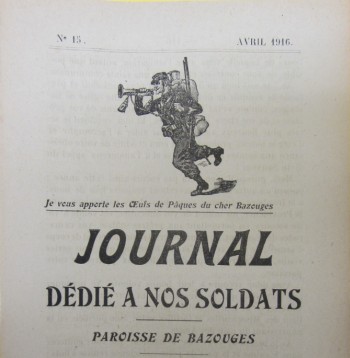 Nº 15.
AVRIL 1916.
Je vous apporte les Œufs de Pâques du cher Bazouges
JOURNAL
DÉDIÉ A NOS SOLDATS
PAROISSE DE BAZOUGES